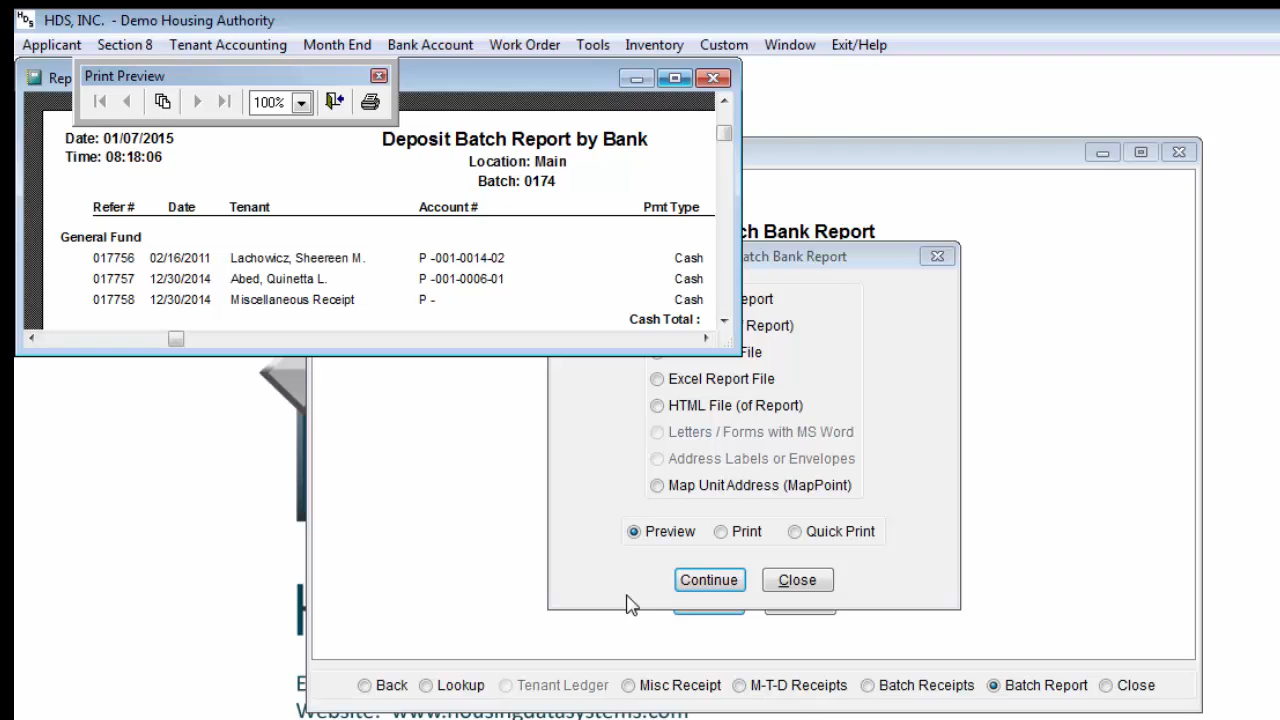 HDS, INC. - Demo Housing Authority
Applicant Section 8 Tenant Accounting Month End Bank Account Work Order Tools Inventory Custom Window Exit/Help
Rep
Print Preview
100%
Date: 01/07/2015
Time: 08:18:06
Deposit Batch Report by Bank
Location: Main
Batch: 0174
Refer # Date Tenant Account # Pmt Type
General Fund
017756 02/16/2011 Lachowicz, Sheereen M. P -001-0014-02 Cash
017757 12/30/2014 Abed, Quinetta L. P -001-0006-01 Cash
017758 12/30/2014 Miscellaneous Receipt P - Cash
Cash Total :
ch Bank Report
atch Bank Report
eport
f Report)
File
Excel Report File
HTML File (of Report)
Letters / Forms with MS Word
Address Labels or Envelopes
Map Unit Address (MapPoint)
Preview Print Quick Print
Continue Close
Back Lookup Tenant Ledger Misc Receipt M-T-D Receipts Batch Receipts Batch Report Close
Website: www.housingdatasystems.com